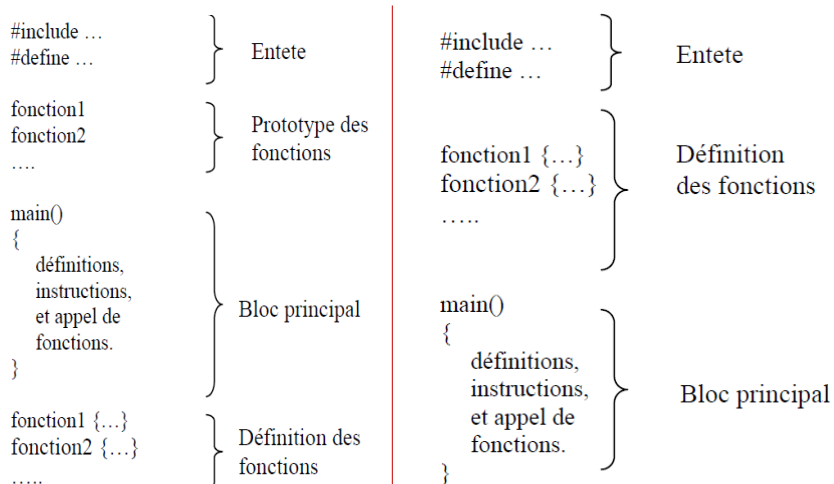 #include …
#define …
Entete
fonction1
fonction2
….
Prototype des
fonctions
main()
{
définitions,
instructions,
et appel de
fonctions.
}
Bloc principal
fonction1 {…}
fonction2 {…}
…..
Définition des
fonctions
#include …
#define …
Entete
fonction1 {…}
fonction2 {…}
…..
Définition
des fonctions
main()
{
définitions,
instructions,
et appel de
fonctions.
}
Bloc principal